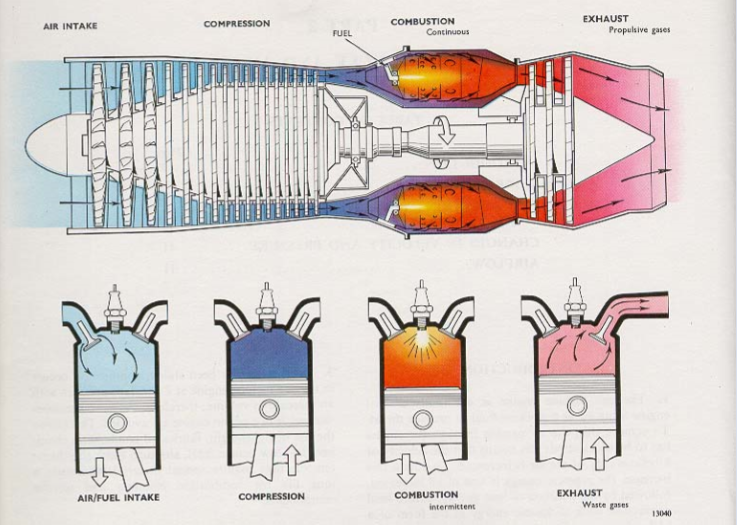 AIR INTAKE
COMPRESSION
COMBUSTION
Continuous
EXHAUST
Propulsive gases
FUEL
AIR/FUEL INTAKE
COMPRESSION
COMBUSTION
intermittent
EXHAUST
Waste gases
13040